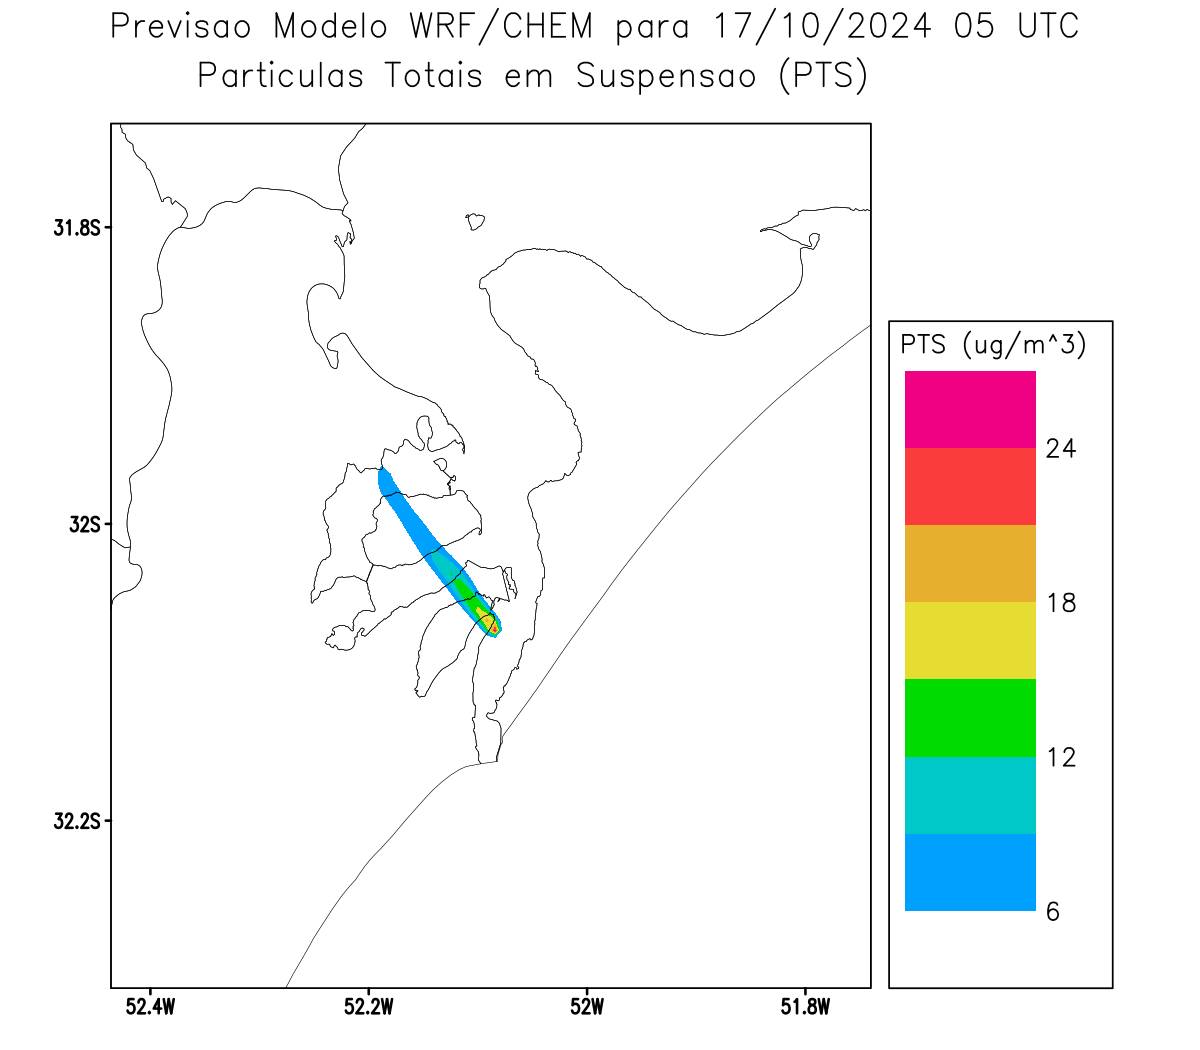 Previsao Modelo WRF/CHEM para 17/10/2024 05 UTC
Particulas Totais em Suspensao (PTS)
31.8S
32S
32.2S
52.4W
52.2W
52W
51.8W
PTS (ug/m^3)
24
18
12
6